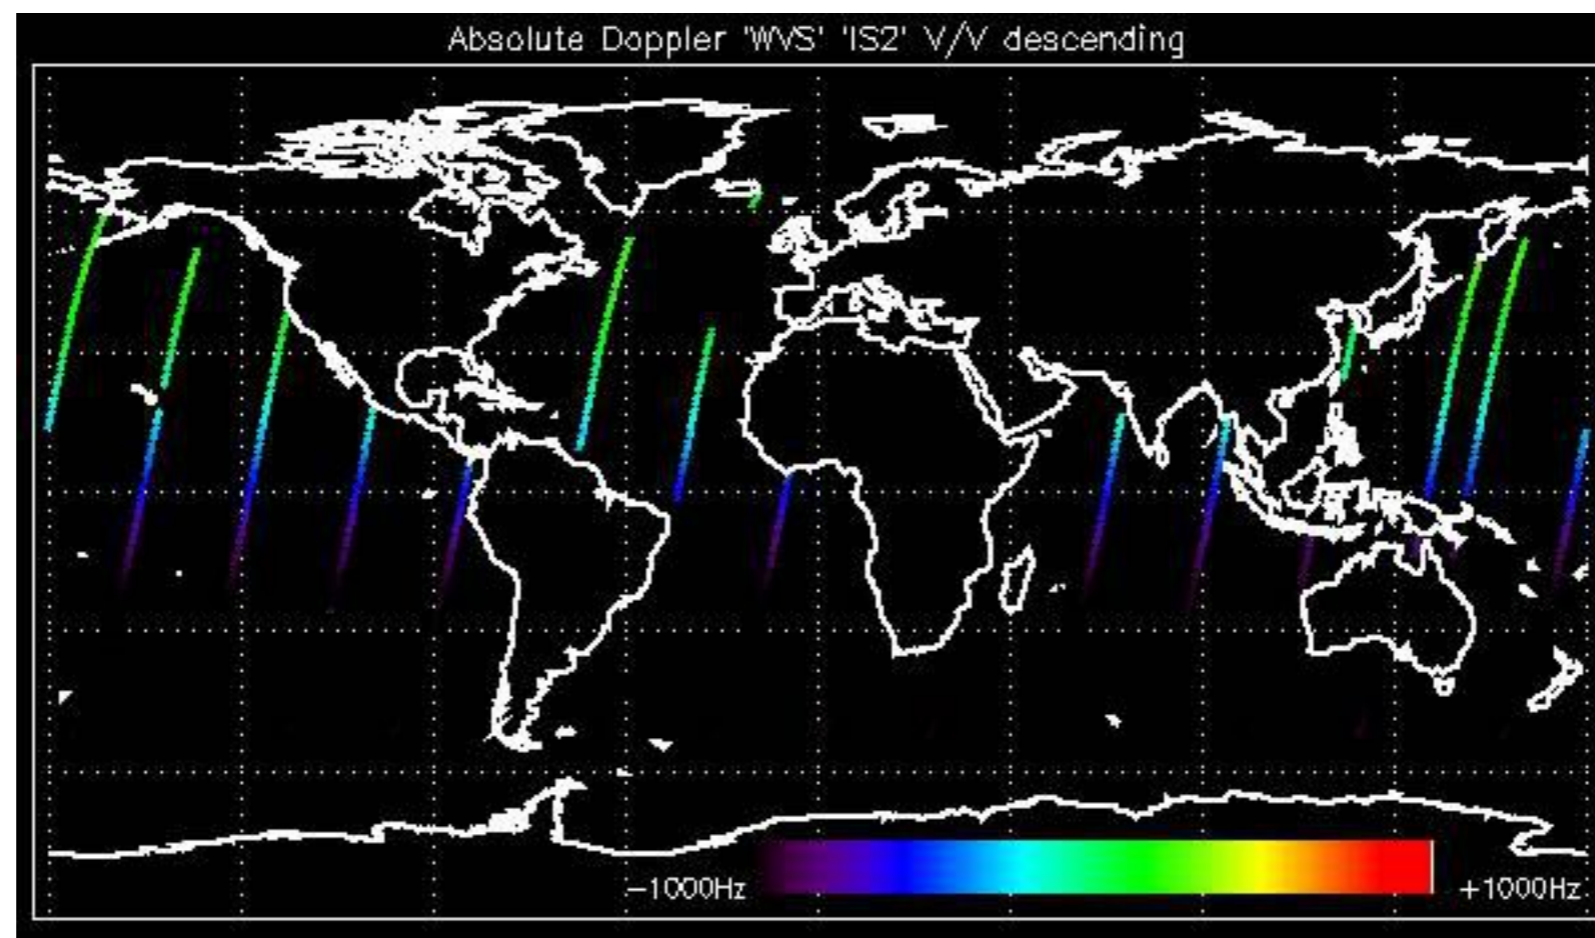 Absolute Doppler 'WVS' 'IS2' V/V descending
−1000Hz
+1000Hz